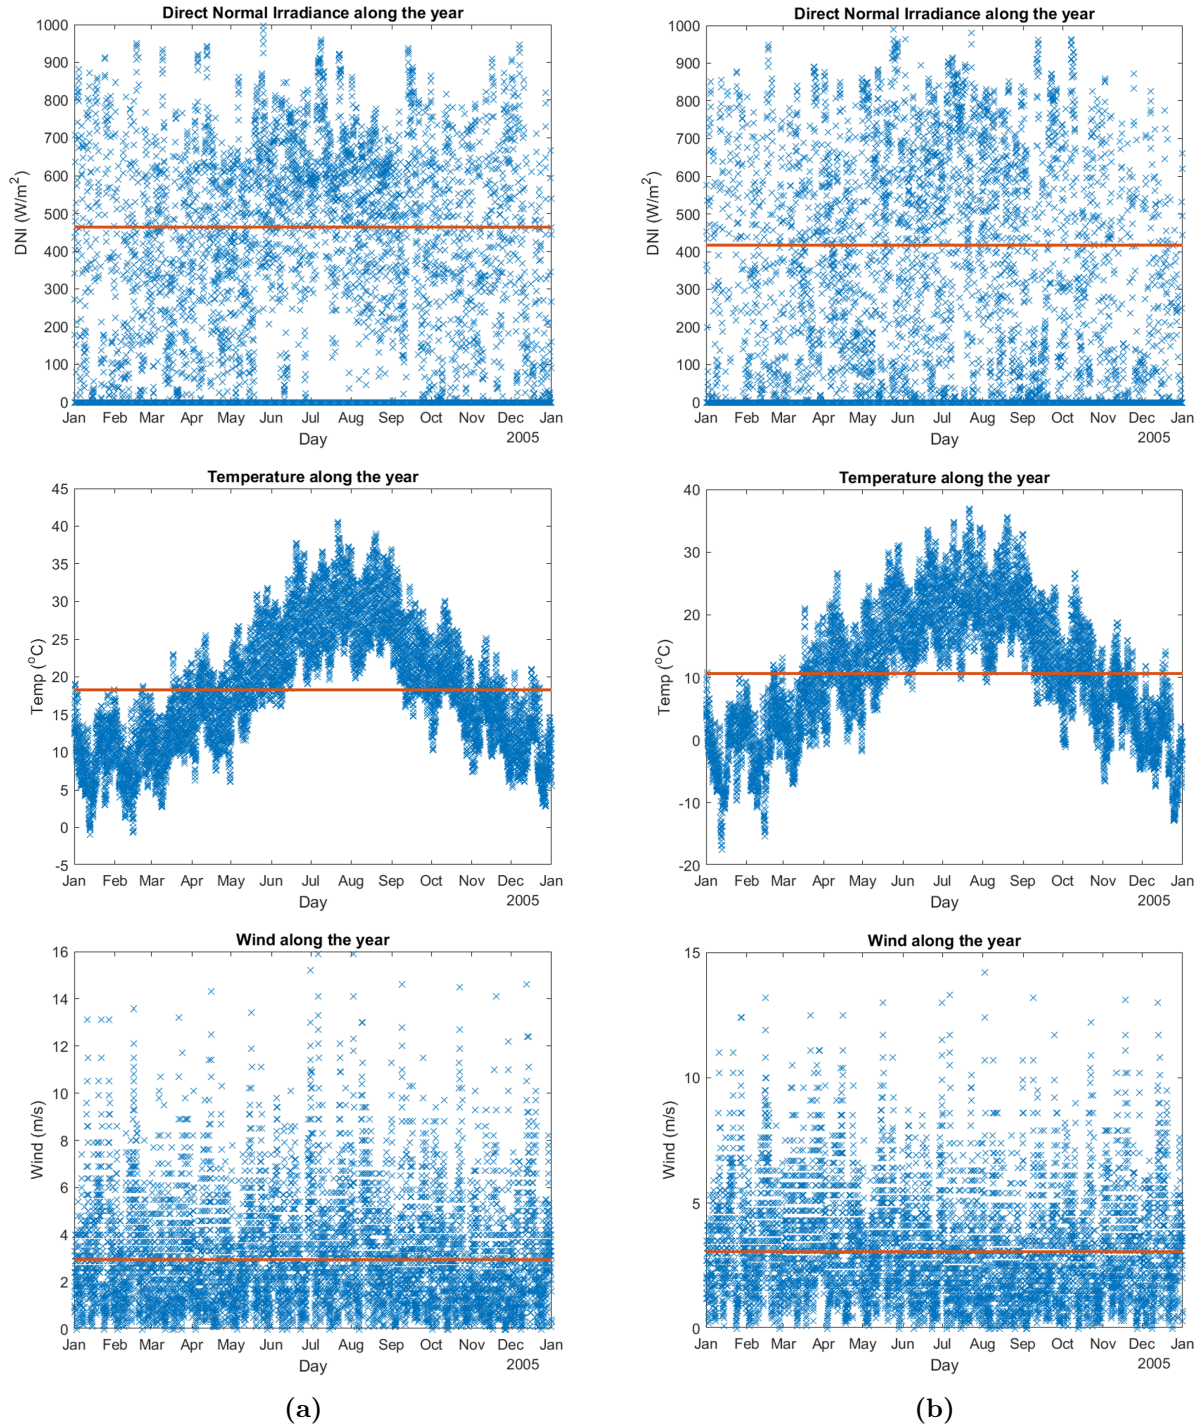 Direct Normal Irradiance along the year
1000
900
800
700
600
500
400
300
200
100
0
DNI (W/m2)
Jan Feb Mar Apr May Jun Jul Aug Sep Oct Nov Dec Jan
Day
2005
Direct Normal Irradiance along the year
1000
900
800
700
600
500
400
300
200
100
0
DNI (W/m2)
Jan Feb Mar Apr May Jun Jul Aug Sep Oct Nov Dec Jan
Day
2005
Temperature along the year
45
40
35
30
25
20
15
10
5
0
-5
Temp (oC)
Jan Feb Mar Apr May Jun Jul Aug Sep Oct Nov Dec Jan
Day
2005
Temperature along the year
40
30
20
10
0
-10
-20
Temp (oC)
Jan Feb Mar Apr May Jun Jul Aug Sep Oct Nov Dec Jan
Day
2005
Wind along the year
16
14
12
10
8
6
4
2
0
Wind (m/s)
Jan Feb Mar Apr May Jun Jul Aug Sep Oct Nov Dec Jan
Day
2005
Wind along the year
15
10
5
0
Wind (m/s)
Jan Feb Mar Apr May Jun Jul Aug Sep Oct Nov Dec Jan
Day
2005
(a)
(b)